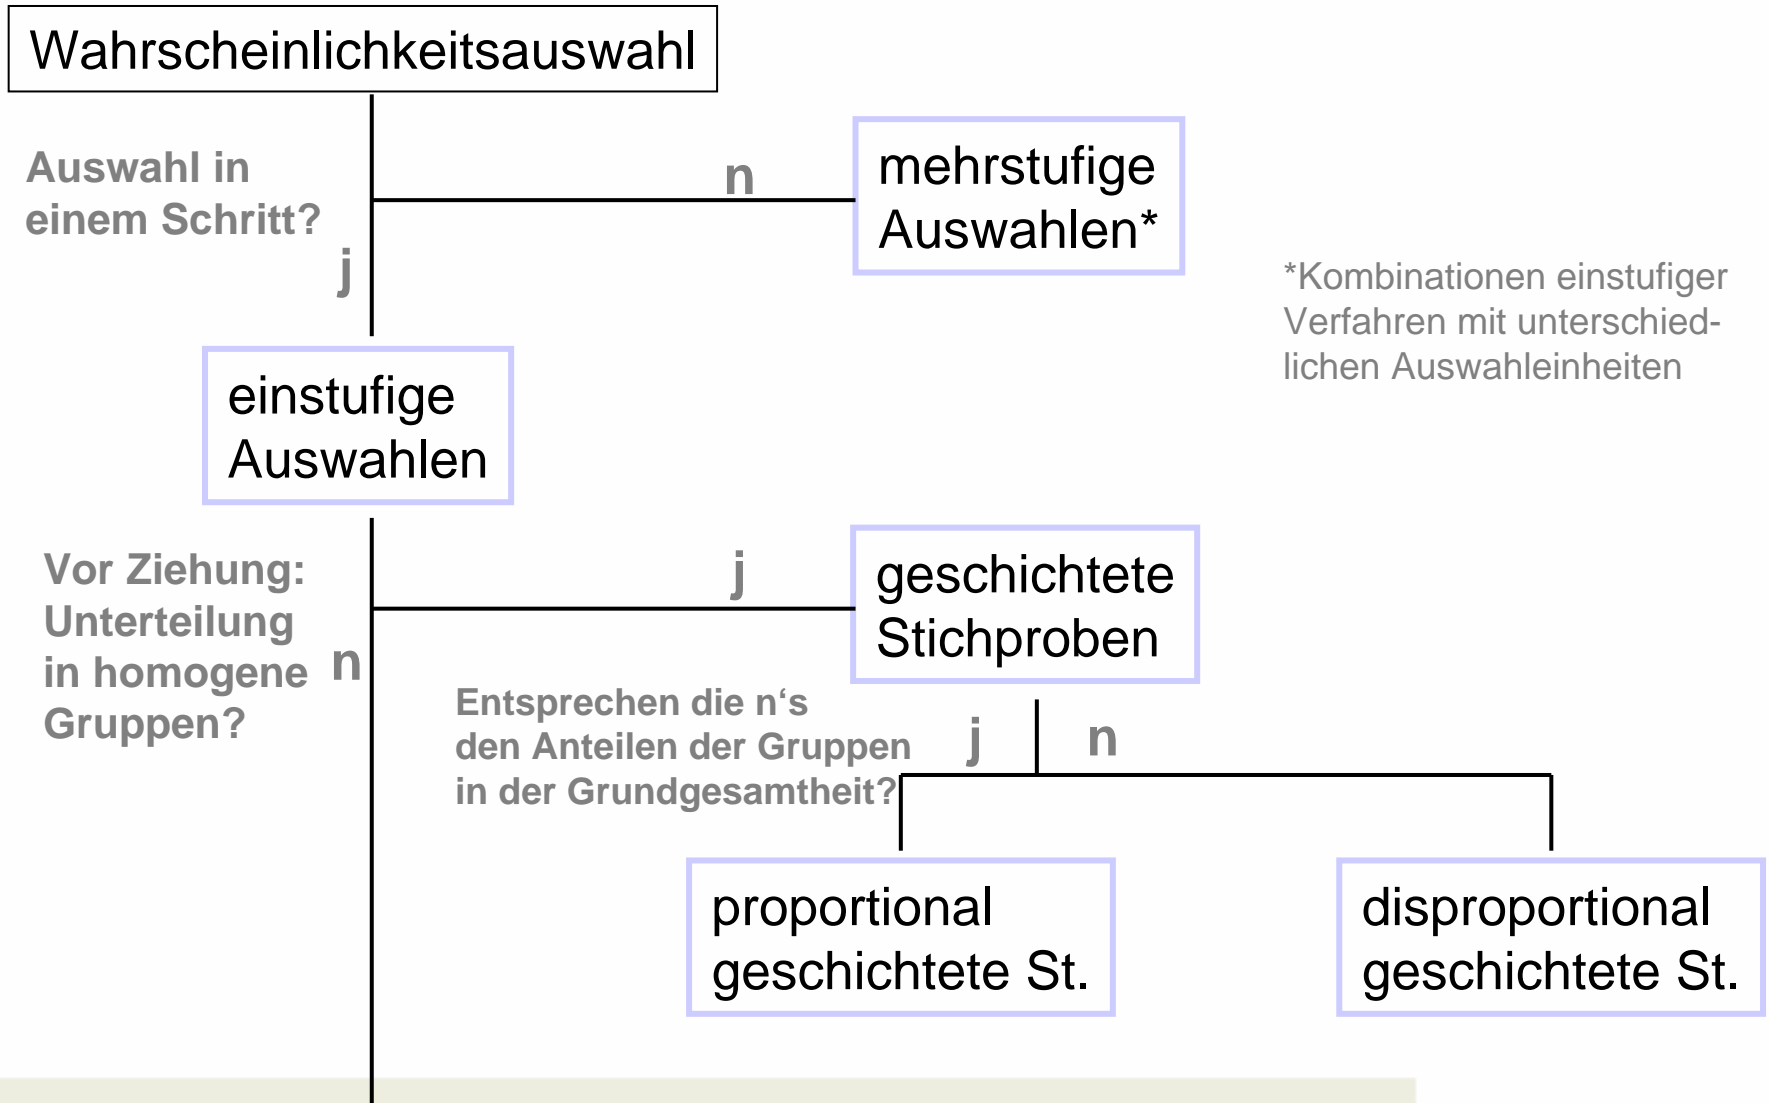 Wahrscheinlichkeitsauswahl
Auswahl in
einem Schritt?
n
j
mehrstufige
Auswahlen*
*Kombinationen einstufiger
Verfahren mit unterschied-
lichen Auswahleinheiten
einstufige
Auswahlen
Vor Ziehung:
Unterteilung
in homogene
Gruppen?
j
n
geschichtete
Stichproben
Entsprechen die n‘s
den Anteilen der Gruppen
in der Grundgesamtheit?
j
n
proportional
geschichtete St.
disproportional
geschichtete St.